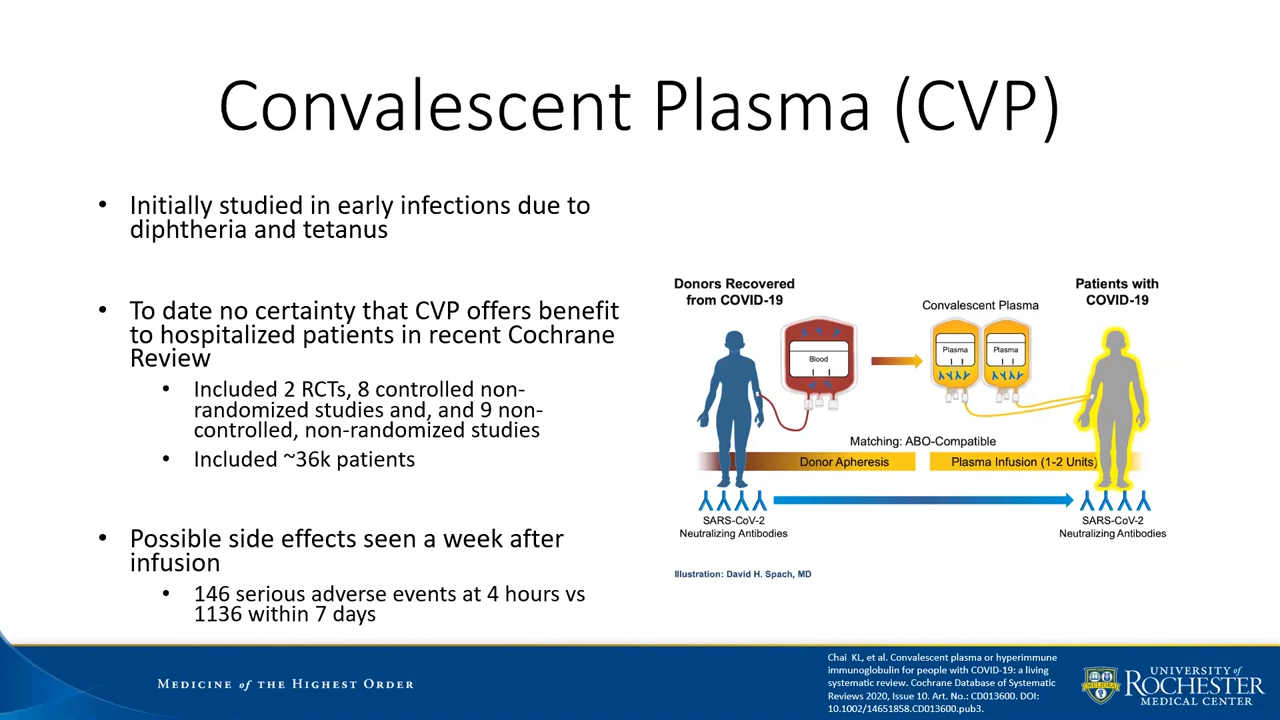 Convalescent Plasma (CVP)
• Initially studied in early infections due to
diphtheria and tetanus
• To date no certainty that CVP offers benefit
to hospitalized patients in recent Cochrane
Review
• Included 2 RCTs, 8 controlled non-
randomized studies and, and 9 non-
controlled, non-randomized studies
• Included ~36k patients
• Possible side effects seen a week after
infusion
• 146 serious adverse events at 4 hours vs
1136 within 7 days
Donors Recovered
from COVID-19
Blood
Convalescent Plasma
Plasma
Plasma
Patients with
COVID-19
Matching: ABO-Compatible
Donor Apheresis
Plasma Infusion (1-2 Units)
SARS-CoV-2
Neutralizing Antibodies
SARS-CoV-2
Neutralizing Antibodies
Illustration: David H. Spach, MD
MEDICINE of THE HIGHEST ORDER
Chai KL, et al. Convalescent plasma or hyperimmune
immunoglobulin for people with COVID-19: a living
systematic review. Cochrane Database of Systematic
Reviews 2020, Issue 10. Art. No.: CD013600. DOI:
10.1002/14651858.CD013600.pub3.
MELIORA
UNIVERSITY of
ROCHESTER
MEDICAL CENTER